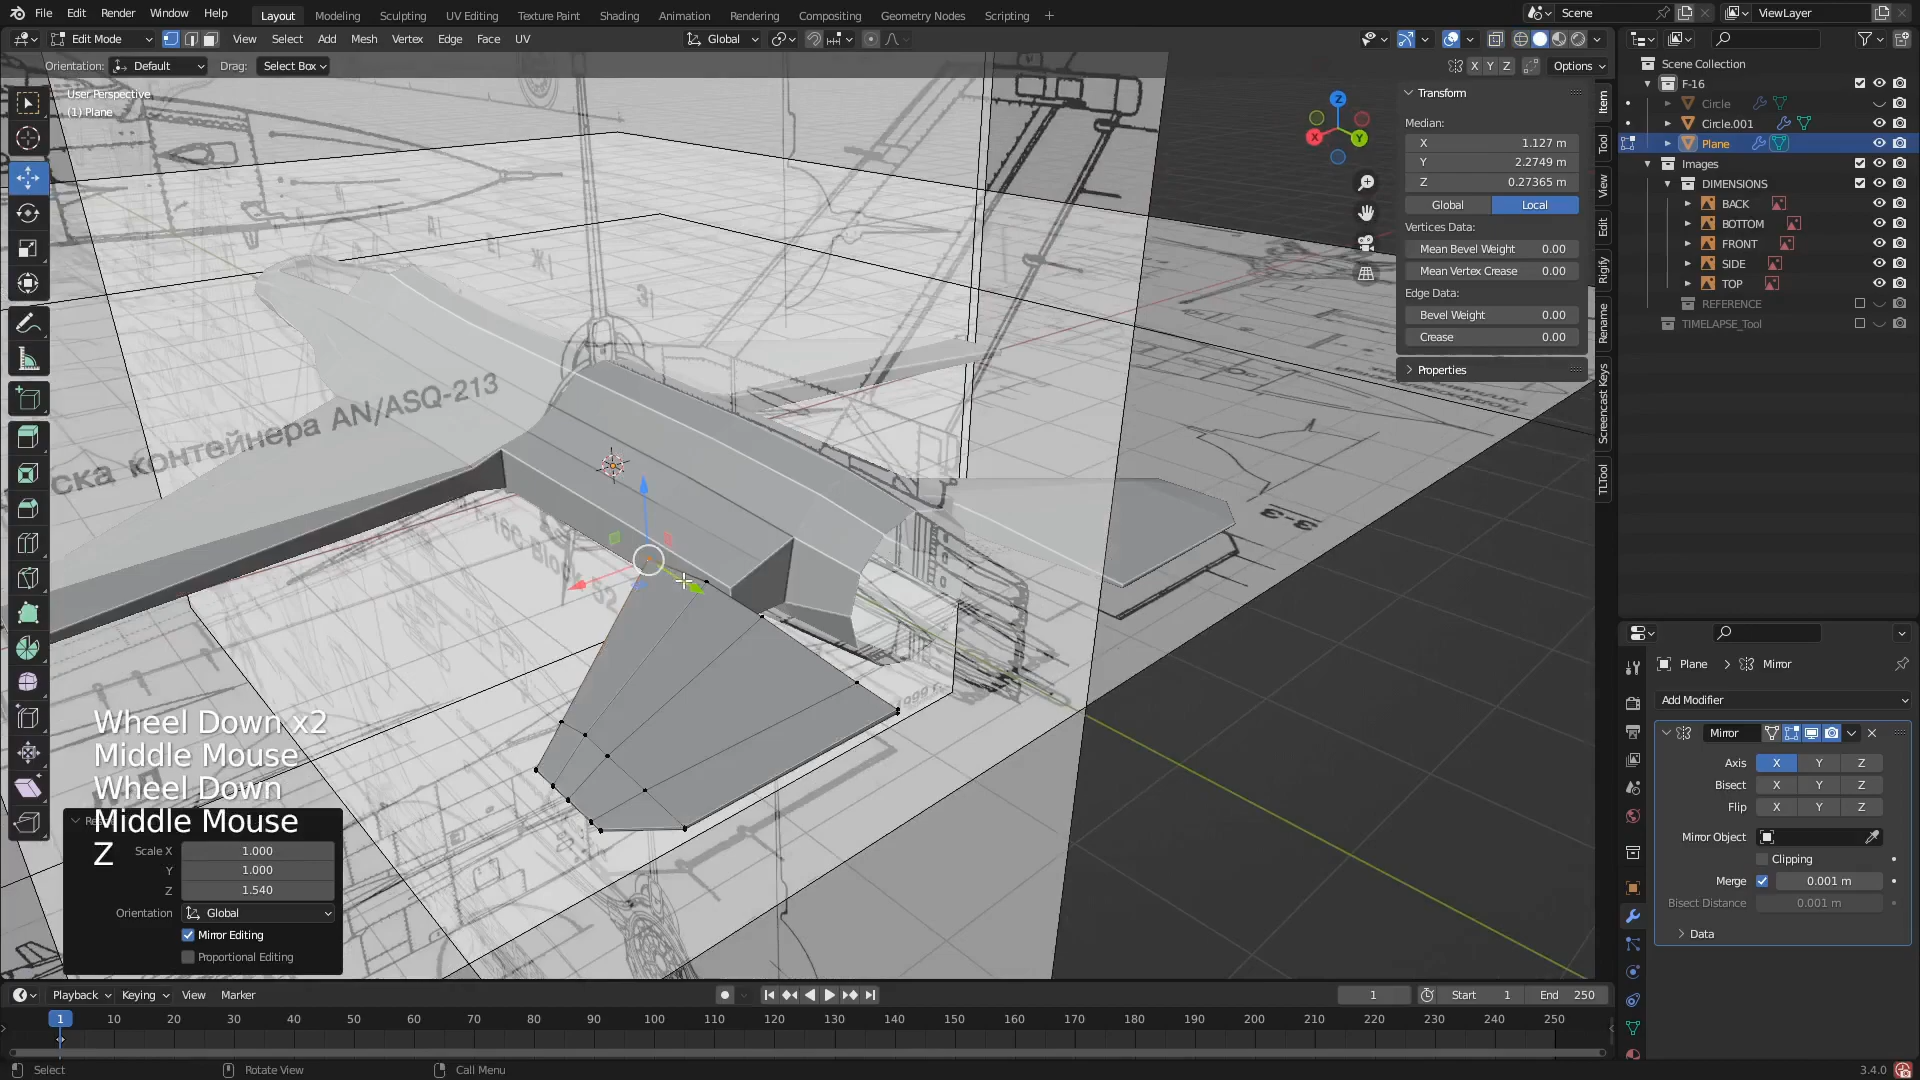 File Edit Render Window Help Layout Modeling Sculpting UV Editing Texture Paint Shading Animation Rendering Compositing Geometry Nodes Scripting + Scene ViewLayer
Edit Mode View Select Add Mesh Vertex Edge Face UV Global
Orientation: Default Drag: Select Box X Y Z Options
User Perspective
(1) Plane
Transform
Median:
X 1.127 m
Y 2.2749 m
Z 0.27365 m
Global Local
Vertices Data:
Mean Bevel Weight 0.00
Mean Vertex Crease 0.00
Edge Data:
Bevel Weight 0.00
Crease 0.00
Properties
Item
Tool
View
Edit
Rigify
Rename
Screencast Keys
TLTool
Scene Collection
F-16
Circle
Circle.001
Plane
Images
DIMENSIONS
BACK
BOTTOM
FRONT
SIDE
TOP
REFERENCE
TIMELAPSE_Tool
ска контейнера AN/ASQ-213
3-3
Wheel Down x2
Middle Mouse
Wheel Down
Middle Mouse
Z
Scale X 1.000
Y 1.000
Z 1.540
Orientation Global
Mirror Editing
Proportional Editing
Plane > Mirror
Add Modifier
Mirror
Axis X Y Z
Bisect X Y Z
Flip X Y Z
Mirror Object
Clipping
Merge 0.001 m
Bisect Distance 0.001 m
Data
Playback Keying View Marker 1 Start 1 End 250
1 10 20 30 40 50 60 70 80 90 100 110 120 130 140 150 160 170 180 190 200 210 220 230 240 250
Select Rotate View Call Menu 3.4.0